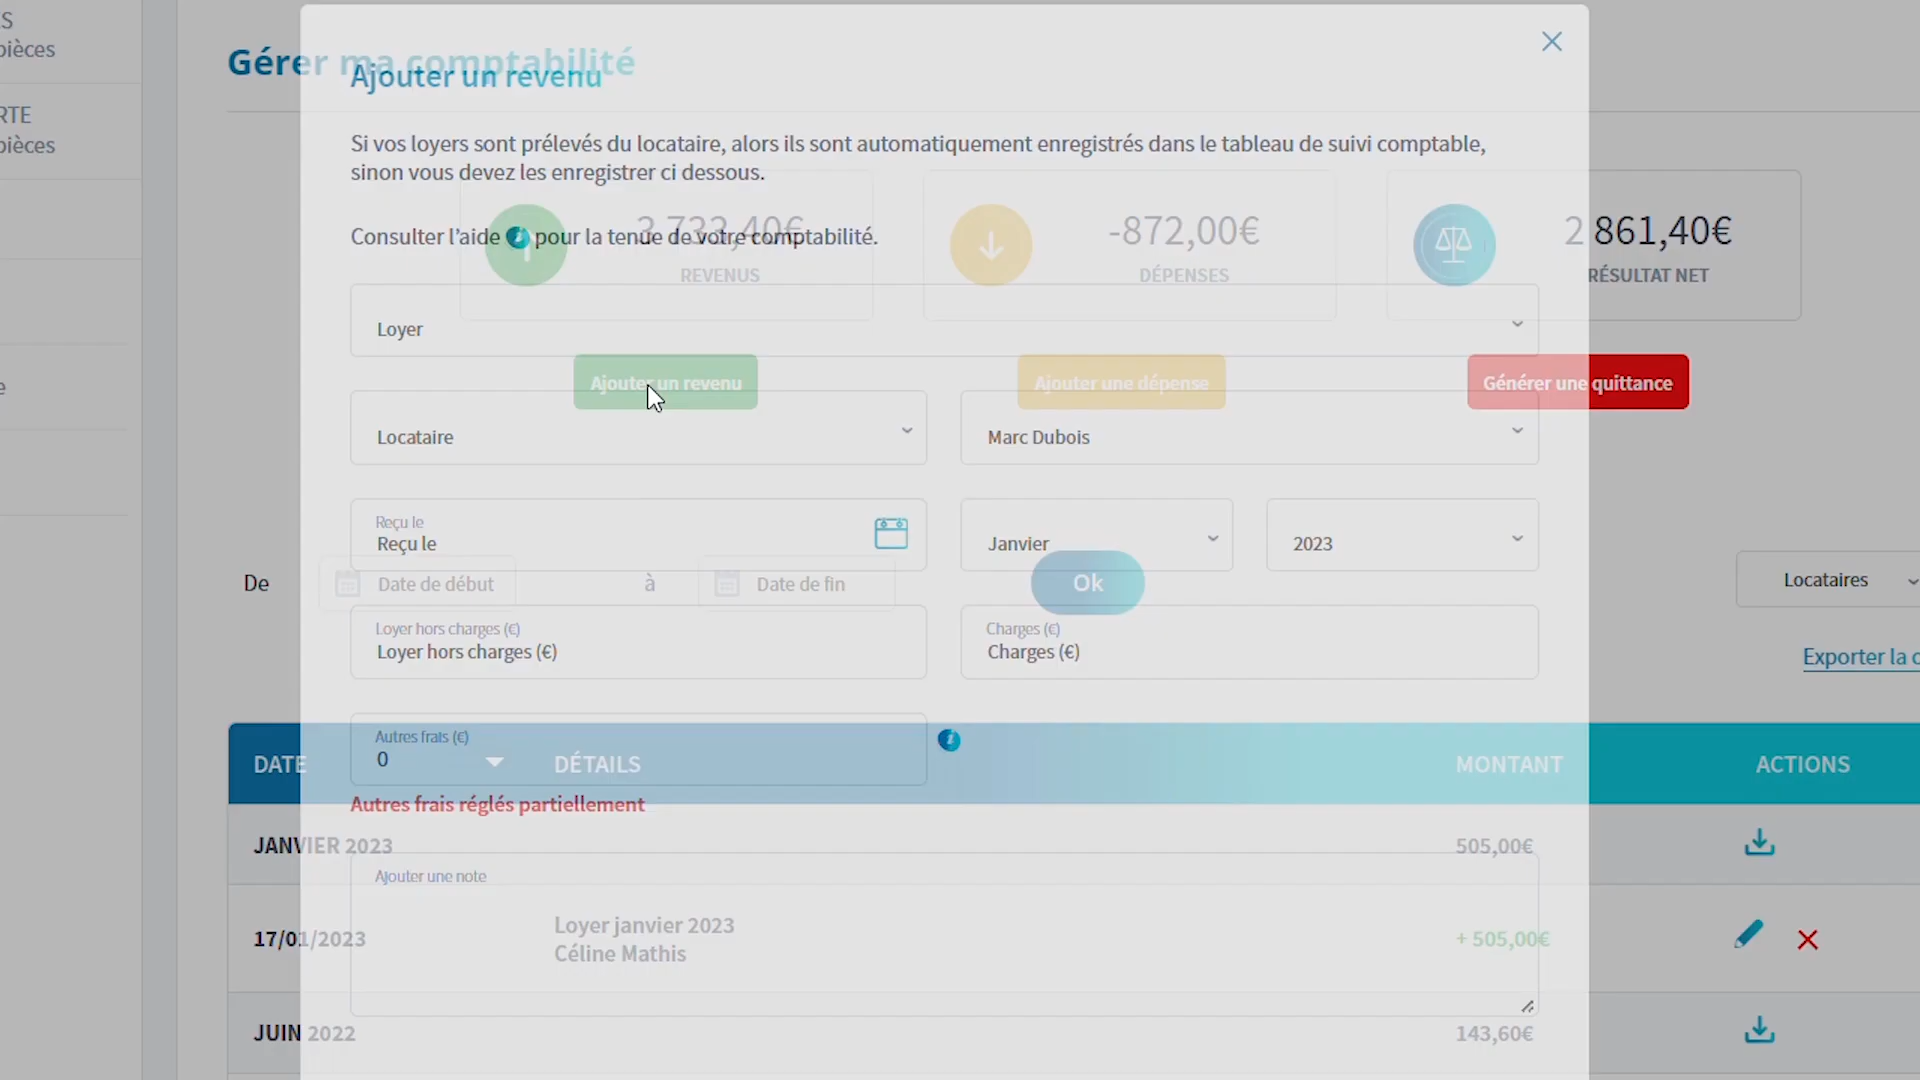 S
pièces
RTE
pièces
e
Gérer ma comptabilité
Ajouter un revenu
Si vos loyers sont prélevés du locataire, alors ils sont automatiquement enregistrés dans le tableau de suivi comptable,
sinon vous devez les enregistrer ci dessous.
Consulter l'aide pour la tenue de votre comptabilité.
3 733,40€
REVENUS
-872,00€
DÉPENSES
2 861,40€
RÉSULTAT NET
Loyer
Ajouter un revenu
Ajouter une dépense
Générer une quittance
Locataire
Marc Dubois
Reçu le
Reçu le
Janvier
2023
De
Date de début
à
Date de fin
Ok
Locataires
Loyer hors charges (€)
Loyer hors charges (€)
Charges (€)
Charges (€)
Exporter la c
Autres frais (€)
0
DATE
DÉTAILS
MONTANT
ACTIONS
Autres frais réglés partiellement
JANVIER 2023
505,00€
Ajouter une note
17/01/2023
Loyer janvier 2023
Céline Mathis
+ 505,00€
JUIN 2022
143,60€